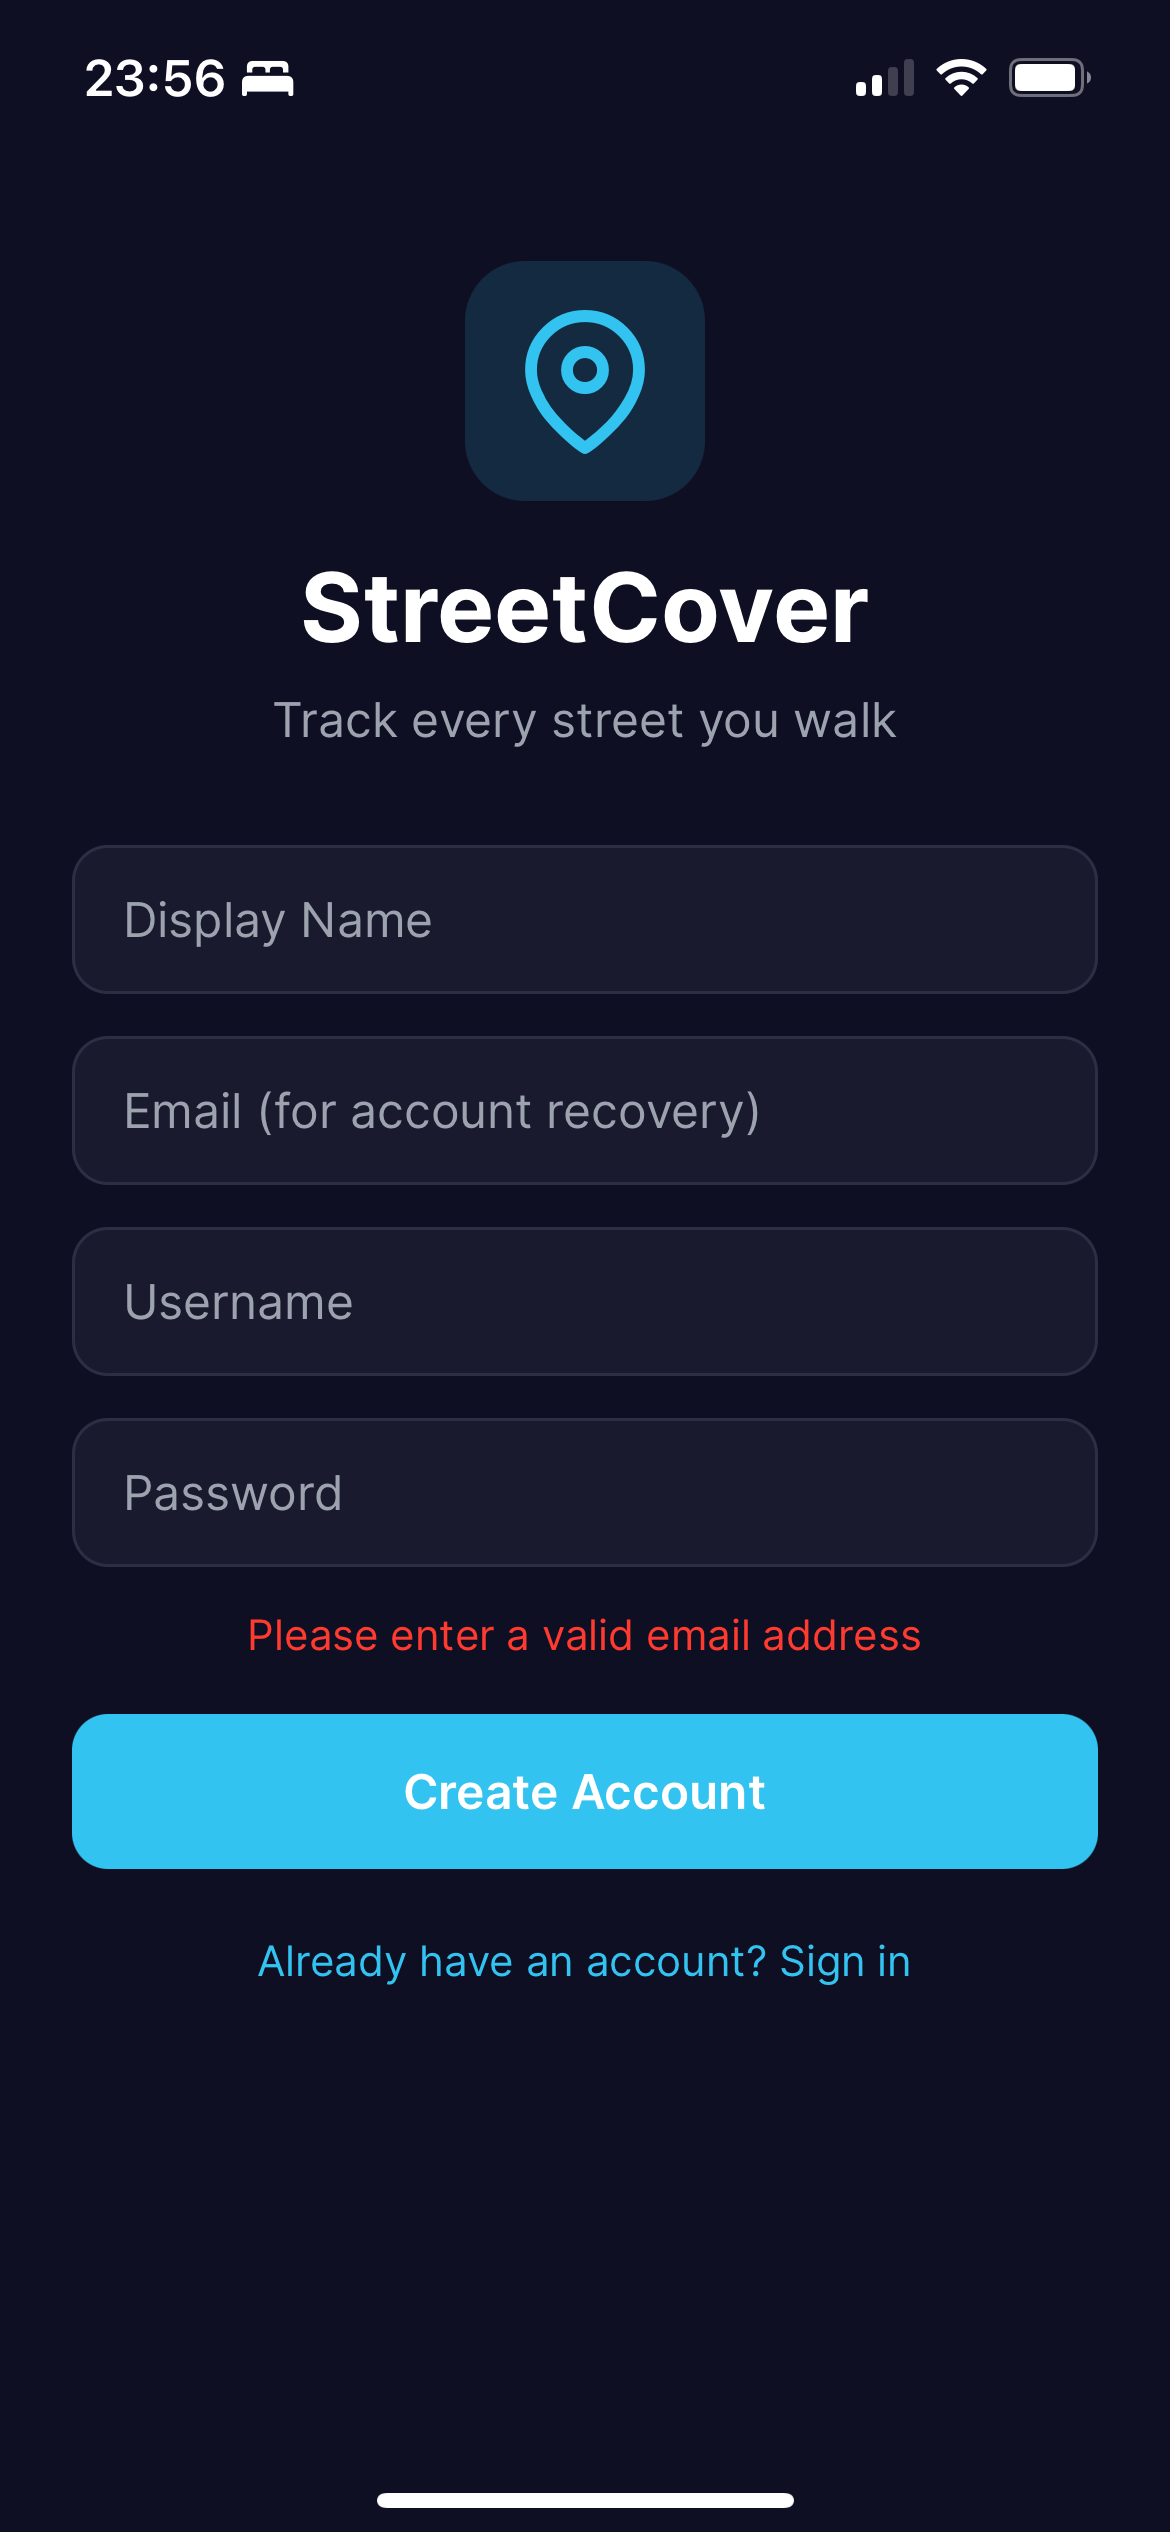 23:56
StreetCover
Track every street you walk
Display Name
Email (for account recovery)
Username
Password
Please enter a valid email address
Create Account
Already have an account? Sign in